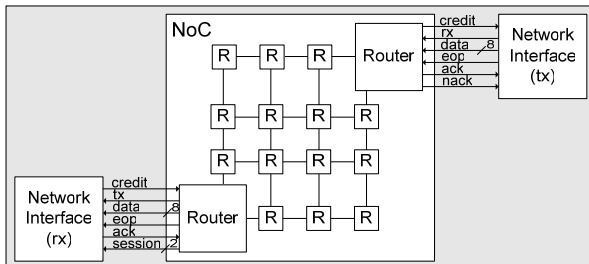 NoC
credit
rx
data 8
eop
ack
nack
Network
Interface
(tx)
Router
R R R
R R R R
R R R R
credit
tx
data 8
eop
ack
session 2
Network
Interface
(rx)
Router
R R R